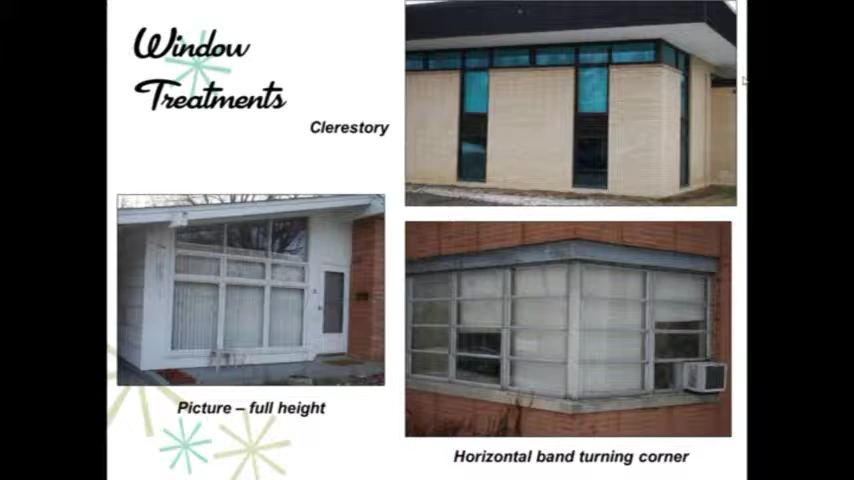 Window
Treatments
Clerestory
Picture – full height
Horizontal band turning corner